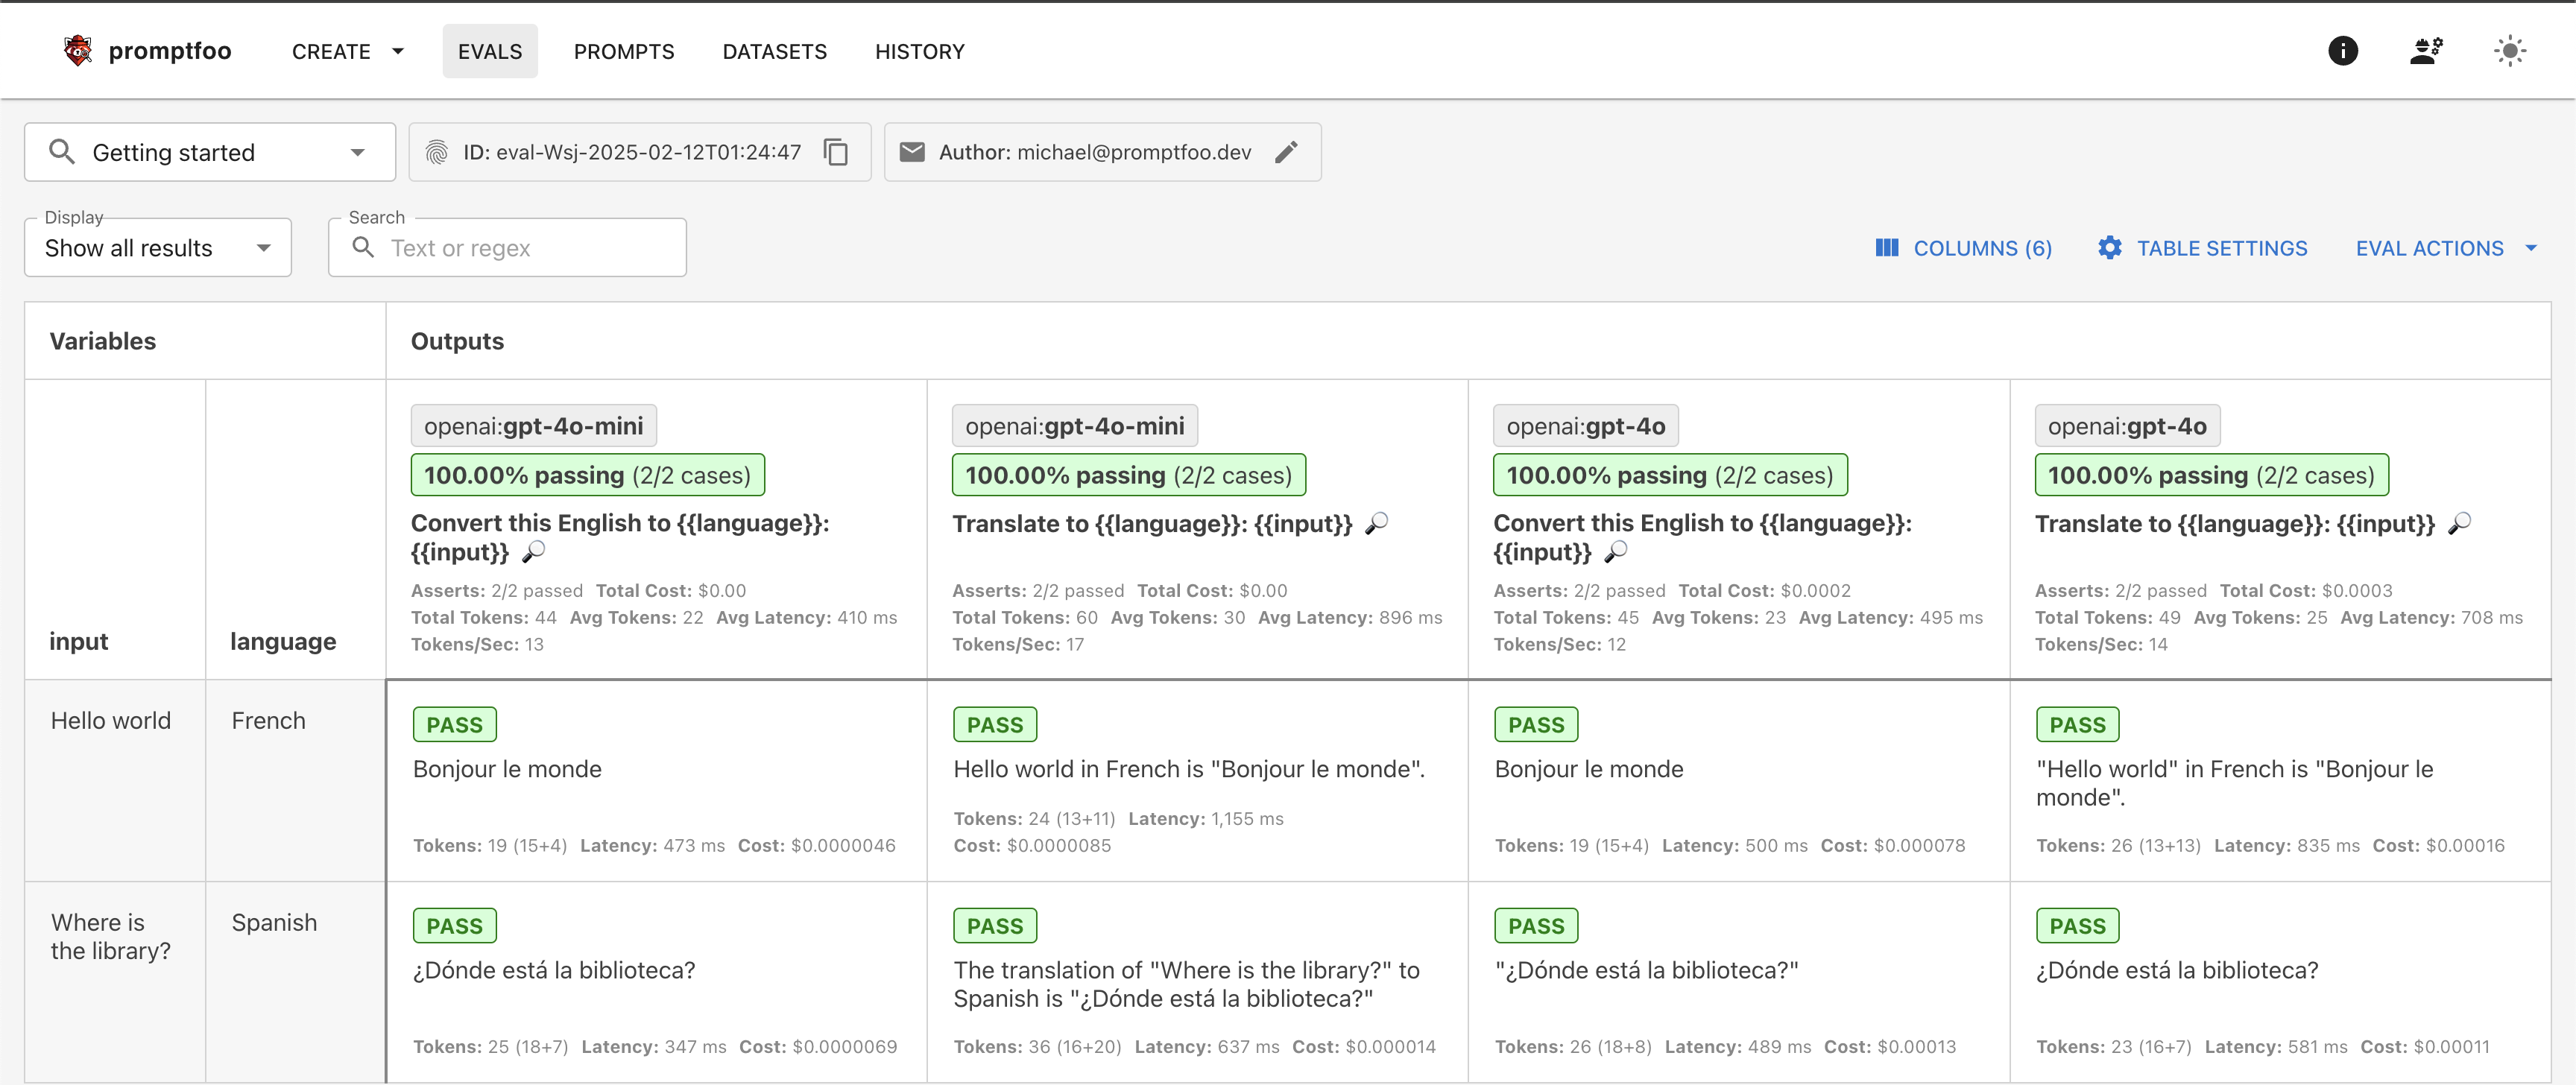 promptfoo
CREATE
EVALS
PROMPTS
DATASETS
HISTORY
Getting started
ID: eval-Wsj-2025-02-12T01:24:47
Author: michael@promptfoo.dev
Display
Show all results
Search
Text or regex
COLUMNS (6)
TABLE SETTINGS
EVAL ACTIONS
Variables
Outputs
input
language
openai:gpt-4o-mini
100.00% passing (2/2 cases)
Convert this English to {{language}}:
{{input}}
Asserts: 2/2 passed Total Cost: $0.00
Total Tokens: 44 Avg Tokens: 22 Avg Latency: 410 ms
Tokens/Sec: 13
openai:gpt-4o-mini
100.00% passing (2/2 cases)
Translate to {{language}}: {{input}}
Asserts: 2/2 passed Total Cost: $0.00
Total Tokens: 60 Avg Tokens: 30 Avg Latency: 896 ms
Tokens/Sec: 17
openai:gpt-4o
100.00% passing (2/2 cases)
Convert this English to {{language}}:
{{input}}
Asserts: 2/2 passed Total Cost: $0.0002
Total Tokens: 45 Avg Tokens: 23 Avg Latency: 495 ms
Tokens/Sec: 12
openai:gpt-4o
100.00% passing (2/2 cases)
Translate to {{language}}: {{input}}
Asserts: 2/2 passed Total Cost: $0.0003
Total Tokens: 49 Avg Tokens: 25 Avg Latency: 708 ms
Tokens/Sec: 14
Hello world
French
PASS
Bonjour le monde
Tokens: 19 (15+4) Latency: 473 ms Cost: $0.0000046
PASS
Hello world in French is "Bonjour le monde".
Tokens: 24 (13+11) Latency: 1,155 ms
Cost: $0.0000085
PASS
Bonjour le monde
Tokens: 19 (15+4) Latency: 500 ms Cost: $0.000078
PASS
"Hello world" in French is "Bonjour le
monde".
Tokens: 26 (13+13) Latency: 835 ms Cost: $0.00016
Where is
the library?
Spanish
PASS
¿Dónde está la biblioteca?
Tokens: 25 (18+7) Latency: 347 ms Cost: $0.0000069
PASS
The translation of "Where is the library?" to
Spanish is "¿Dónde está la biblioteca?"
Tokens: 36 (16+20) Latency: 637 ms Cost: $0.000014
PASS
"¿Dónde está la biblioteca?"
Tokens: 26 (18+8) Latency: 489 ms Cost: $0.00013
PASS
¿Dónde está la biblioteca?
Tokens: 23 (16+7) Latency: 581 ms Cost: $0.00011